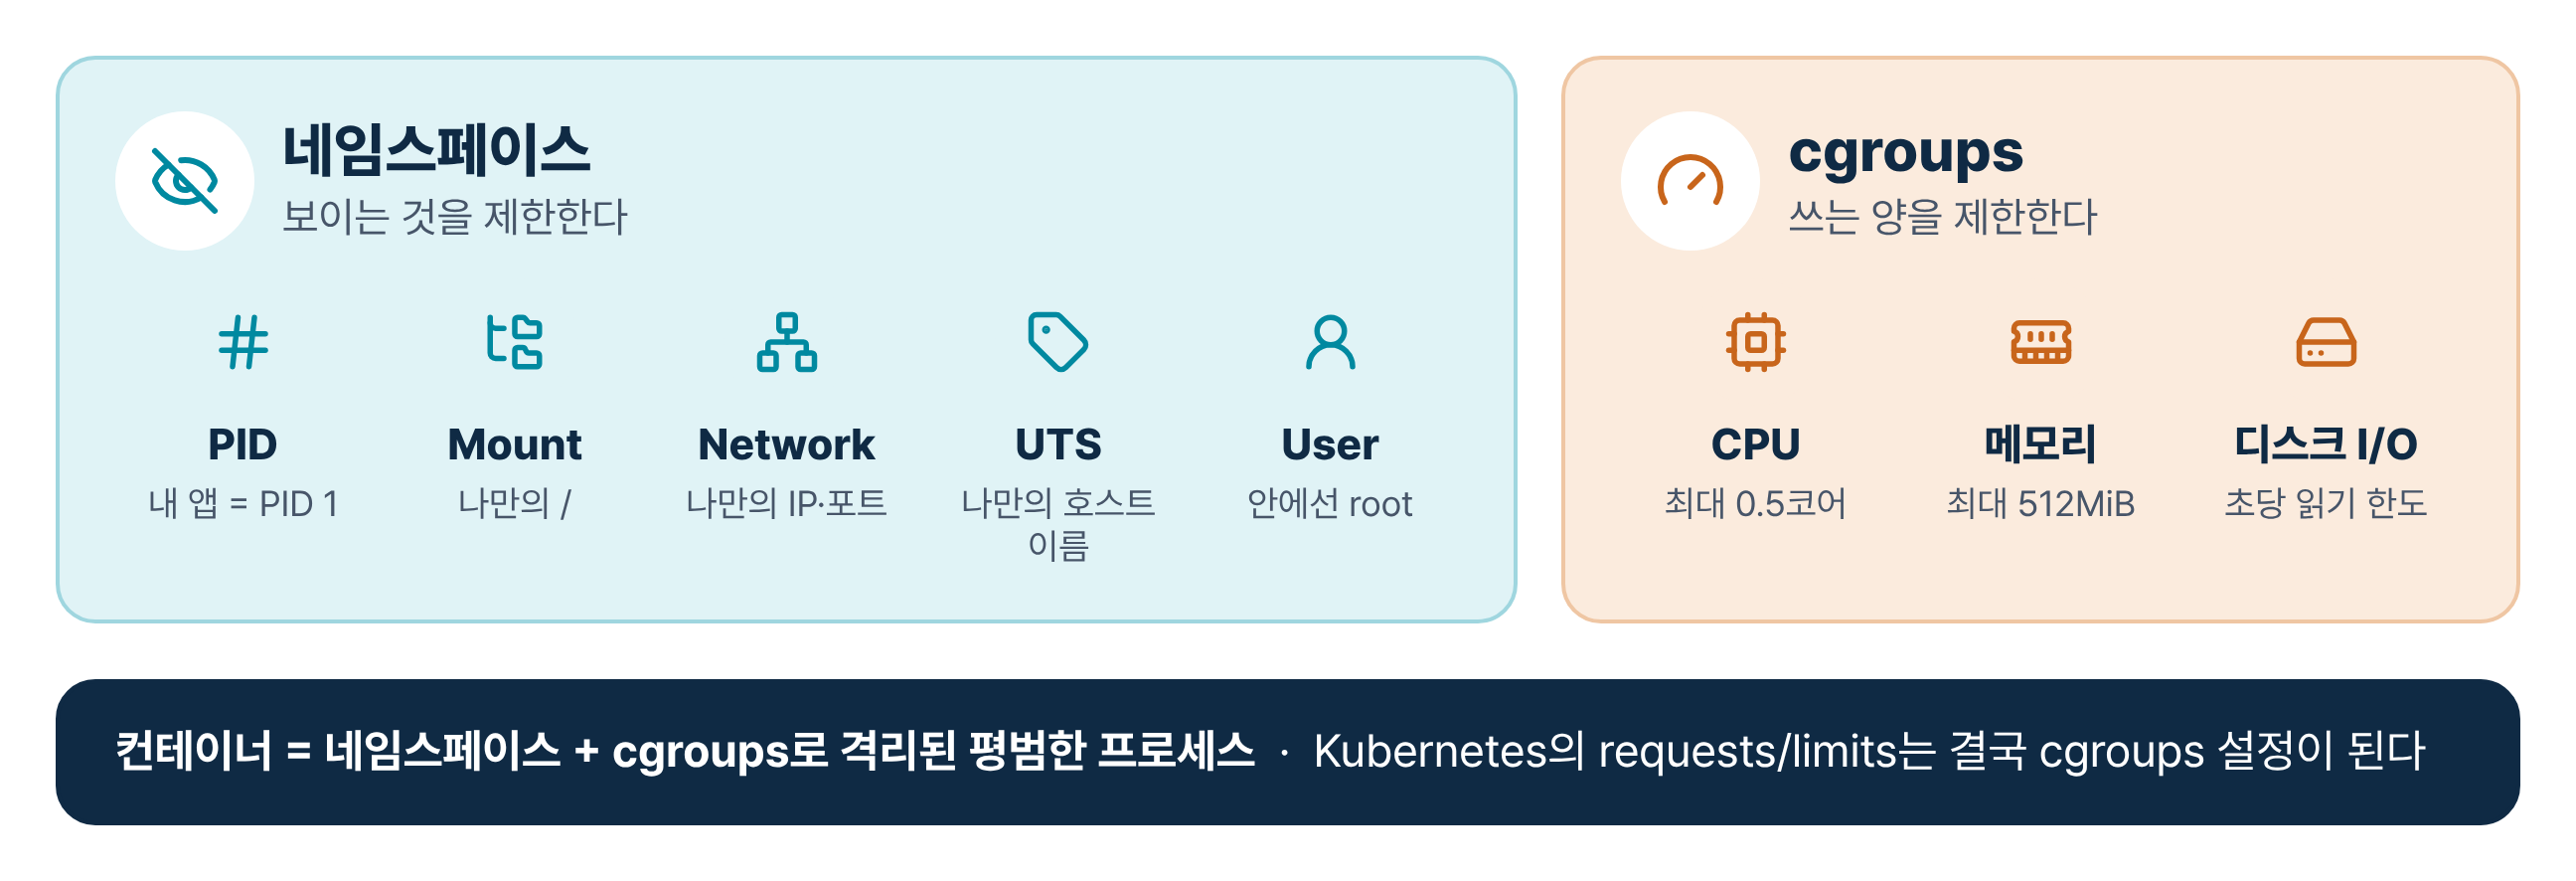 네임스페이스
보이는 것을 제한한다
PID
내 앱 = PID 1
Mount
나만의 /
Network
나만의 IP·포트
UTS
나만의 호스트
이름
User
안에선 root
cgroups
쓰는 양을 제한한다
CPU
최대 0.5코어
메모리
최대 512MiB
디스크 I/O
초당 읽기 한도
컨테이너 = 네임스페이스 + cgroups로 격리된 평범한 프로세스 · Kubernetes의 requests/limits는 결국 cgroups 설정이 된다